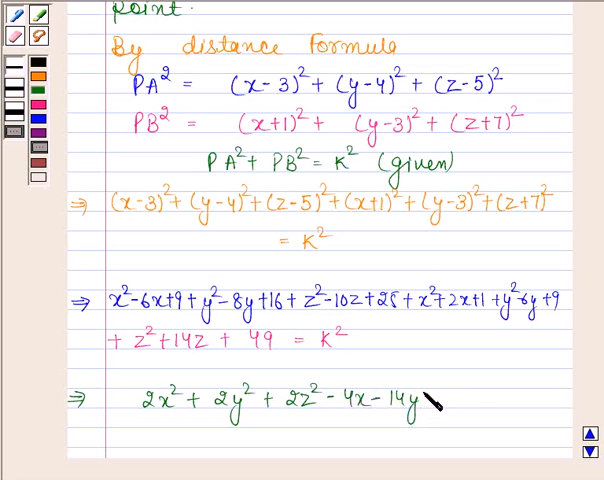 point.
By distance formula
PA² = (x-3)² + (y-4)² + (z-5)²
PB² = (x+1)² + (y-3)² + (z+7)²
PA² + PB² = K² (given)
⇒ (x-3)² + (y-4)² + (z-5)² + (x+1)² + (y-3)² + (z+7)²
= K²
⇒ x² - 6x + 9 + y² - 8y + 16 + z² - 10z + 25 + x² + 2x + 1 + y² - 6y + 9
+ z² + 14z + 49 = K²
⇒ 2x² + 2y² + 2z² - 4x - 14y